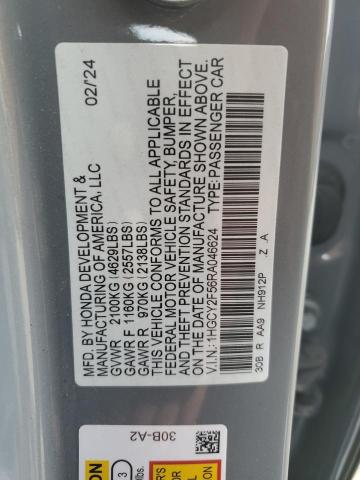 MFD. BY HONDA DEVELOPMENT & 02/'24
MANUFACTURING OF AMERICA, LLC
GVWR 2100KG (4629LBS)
GAWR F 1160KG (2557LBS)
GAWR R 970KG (2138LBS)
THIS VEHICLE CONFORMS TO ALL APPLICABLE
FEDERAL MOTOR VEHICLE SAFETY, BUMPER,
AND THEFT PREVENTION STANDARDS IN EFFECT
ON THE DATE OF MANUFACTURE SHOWN ABOVE.
V.I.N.:1HGCY2F56RA046624 TYPE:PASSENGER CAR
30B R AA9 NH912P .Z .A
30B-A2
3